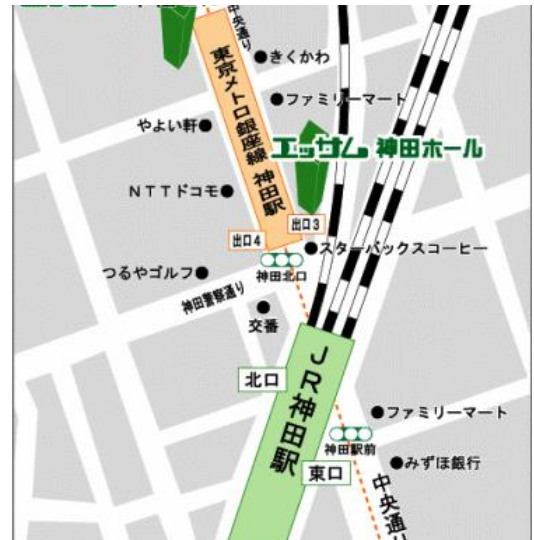 中央通り
きくかわ
東京メトロ銀座線 神田駅
ファミリーマート
やよい軒
エッサム 神田ホール
NTTドコモ
出口3
出口4
スターバックスコーヒー
神田北口
つるやゴルフ
神田警察通り
交番
JR神田駅
北口
ファミリーマート
神田駅前
みずほ銀行
東口
中央通り